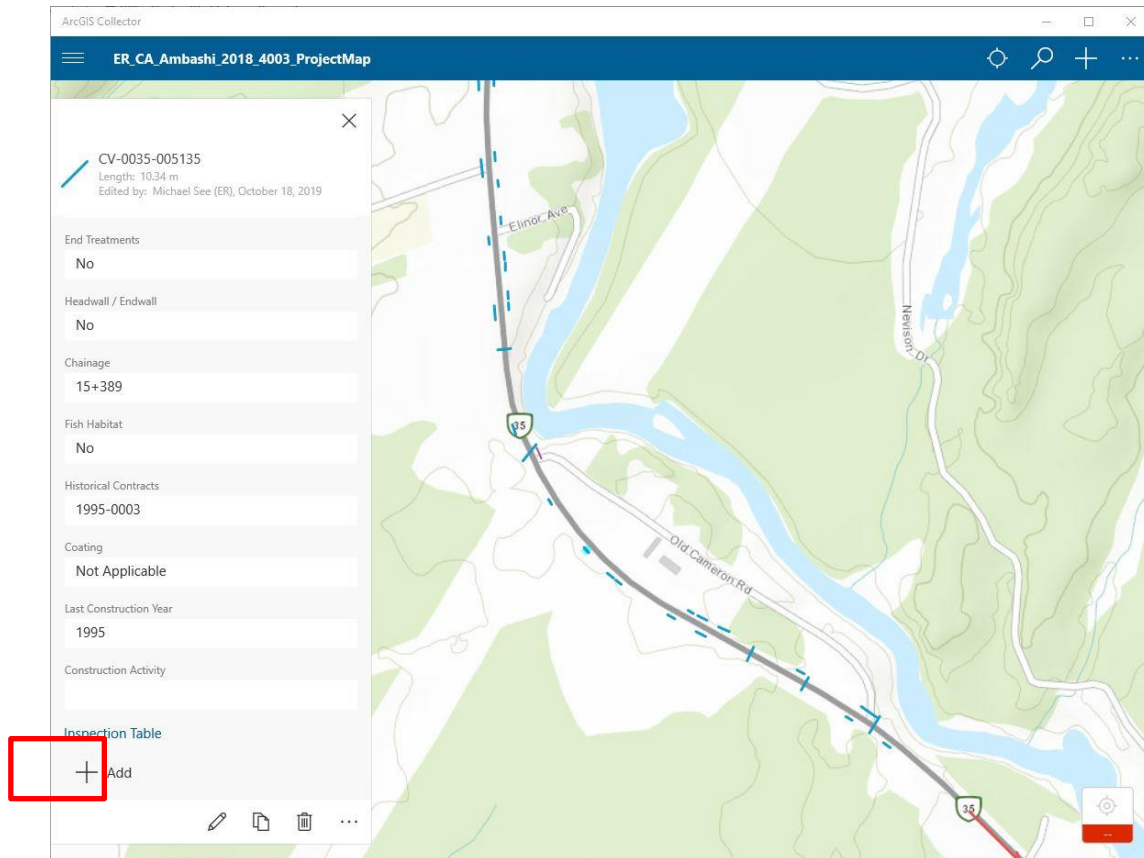 ArcGIS Collector
ER_CA_Ambashi_2018_4003_ProjectMap
CV-0035-005135
Length: 10.34 m
Edited by: Michael See (ER), October 18, 2019
End Treatments
No
Headwall / Endwall
No
Chainage
15+389
Fish Habitat
No
Historical Contracts
1995-0003
Coating
Not Applicable
Last Construction Year
1995
Construction Activity
Inspection Table
Add
Elinor Ave
Nevison Dr
35
Old Cameron Rd
35
--